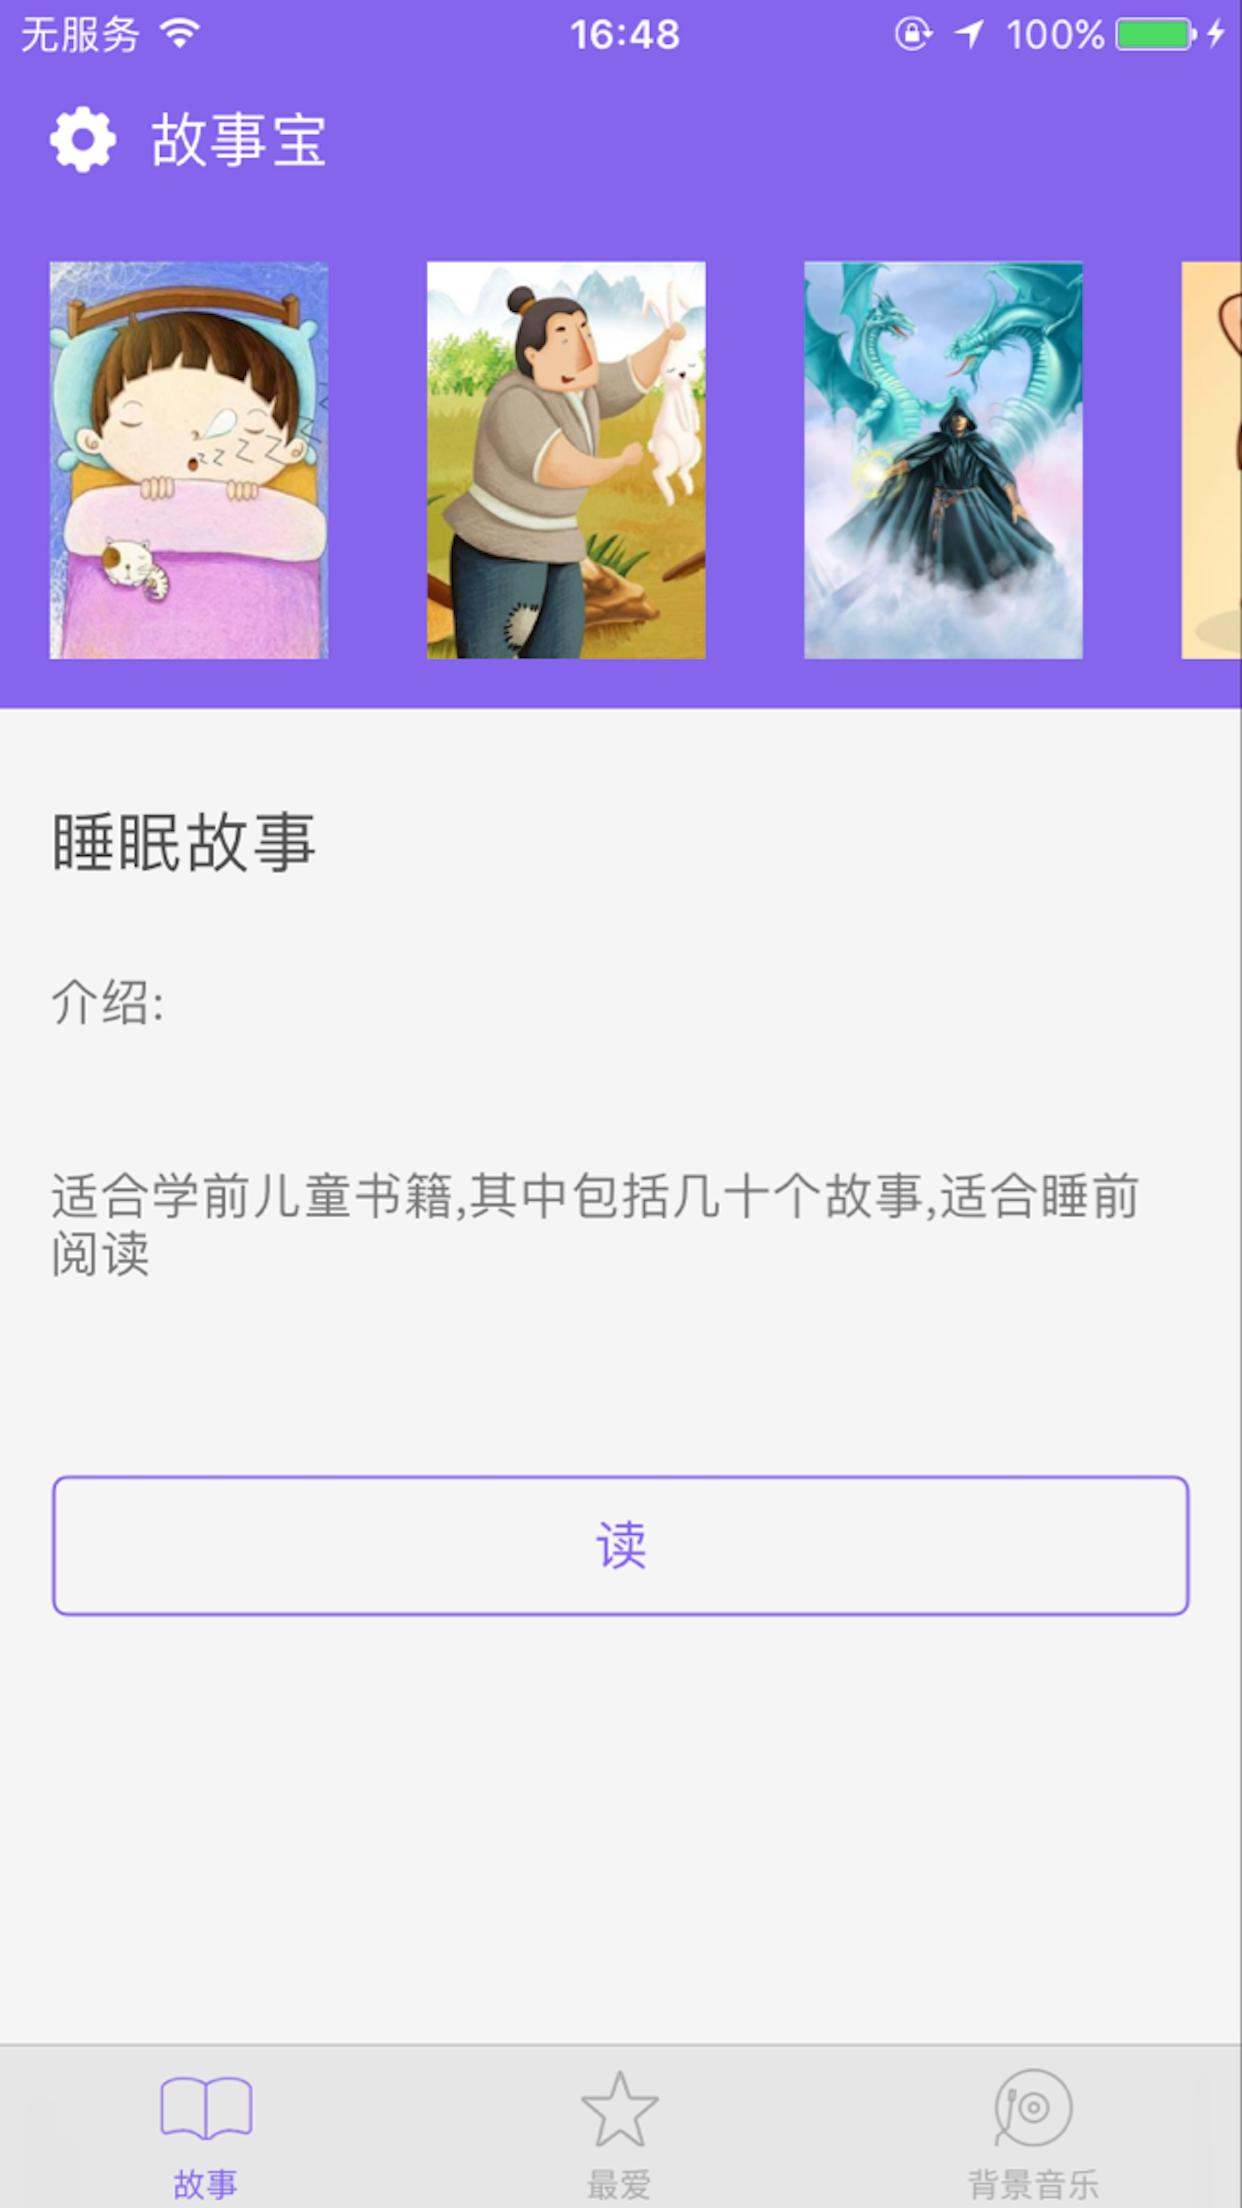 无服务
16:48
100%
故事宝
睡眠故事
介绍:
适合学前儿童书籍,其中包括几十个故事,适合睡前
阅读
读
故事
最爱
背景音乐